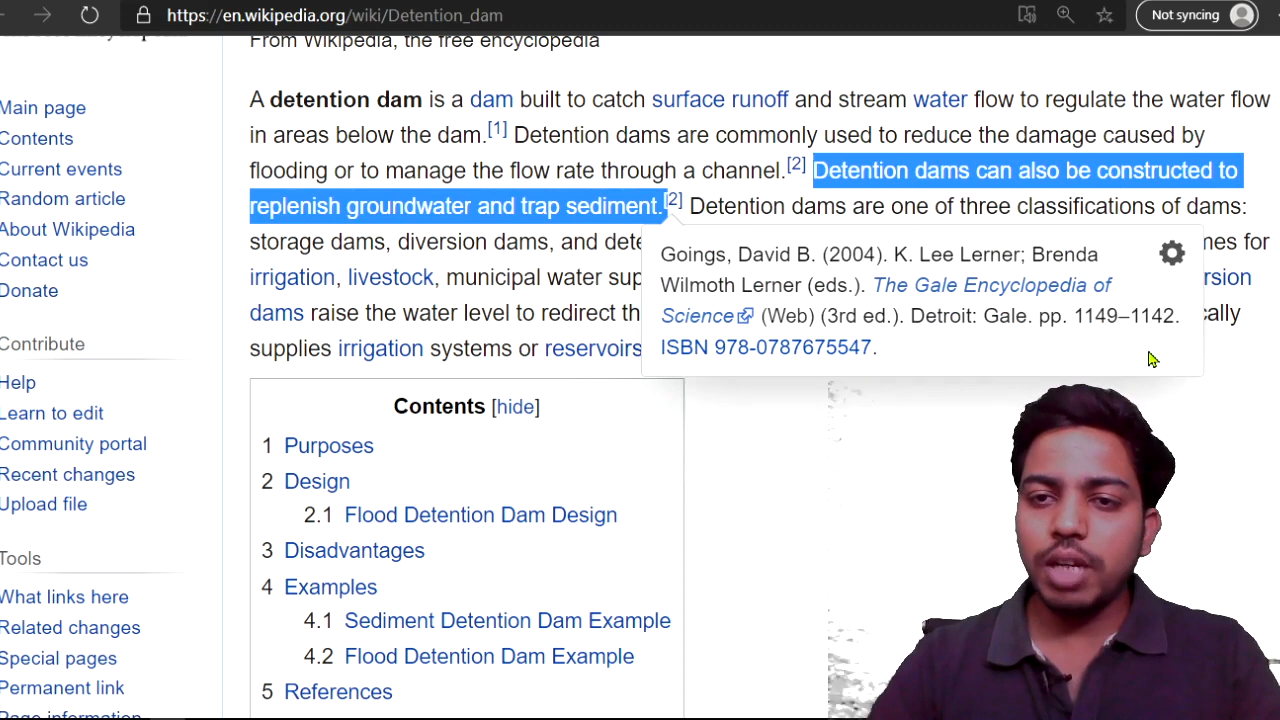 https://en.wikipedia.org/wiki/Detention_dam
Not syncing
From Wikipedia, the free encyclopedia
A detention dam is a dam built to catch surface runoff and stream water flow to regulate the water flow
in areas below the dam.[1] Detention dams are commonly used to reduce the damage caused by
flooding or to manage the flow rate through a channel.[2] Detention dams can also be constructed to
replenish groundwater and trap sediment.[2] Detention dams are one of three classifications of dams:
storage dams, diversion dams, and dete mes for
irrigation, livestock, municipal water sup rsion
dams raise the water level to redirect th cally
supplies irrigation systems or reservoirs
Goings, David B. (2004). K. Lee Lerner; Brenda
Wilmoth Lerner (eds.). The Gale Encyclopedia of
Science (Web) (3rd ed.). Detroit: Gale. pp. 1149–1142.
ISBN 978-0787675547.
Main page
Contents
Current events
Random article
About Wikipedia
Contact us
Donate
Contribute
Help
Learn to edit
Community portal
Recent changes
Upload file
Tools
What links here
Related changes
Special pages
Permanent link
Page information
Contents [hide]
1 Purposes
2 Design
2.1 Flood Detention Dam Design
3 Disadvantages
4 Examples
4.1 Sediment Detention Dam Example
4.2 Flood Detention Dam Example
5 References